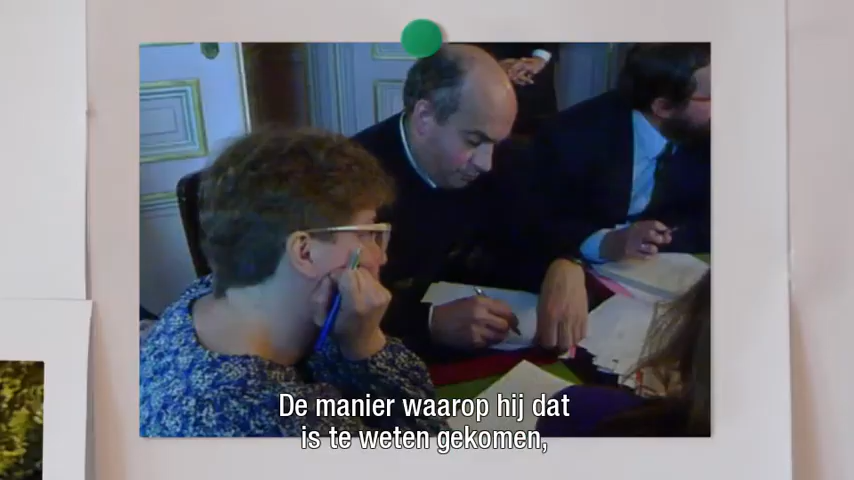 De manier waarop hij dat
is te weten gekomen,